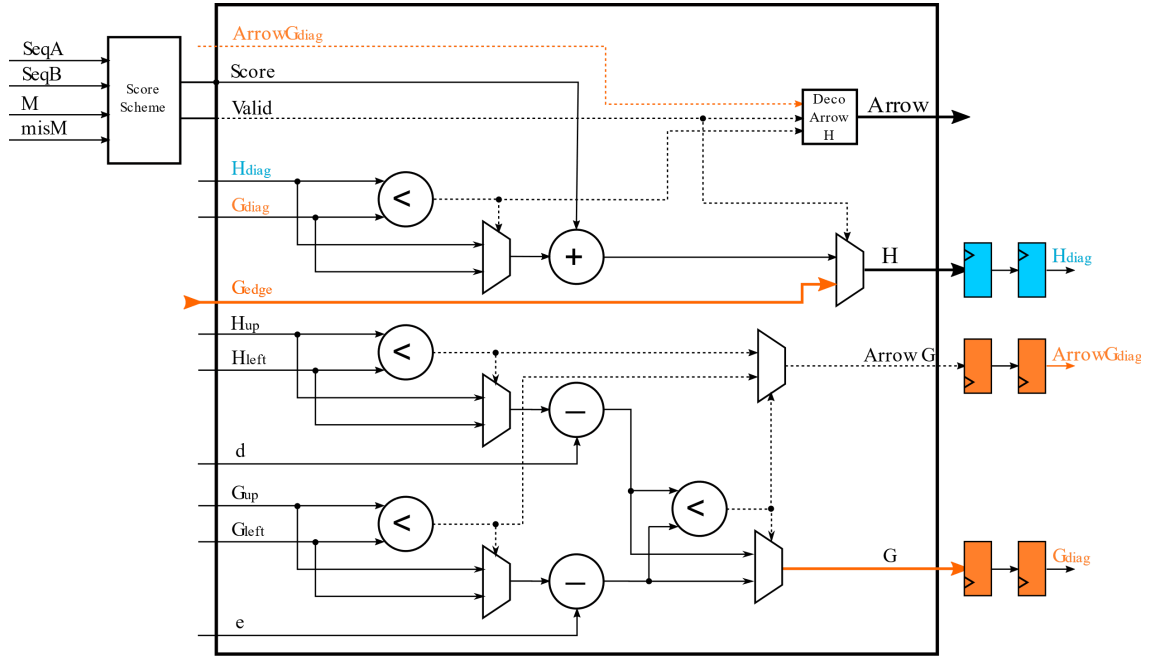 SeqA
SeqB
M
misM
Score
Scheme
ArrowGdiag
Score
Valid
Deco
Arrow
H
Arrow
Hdiag
Gdiag
<
+
Gedge
H
Hdiag
Hup
Hleft
<
Arrow G
ArrowGdiag
−
d
Gup
Gleft
<
<
−
e
G
Gdiag